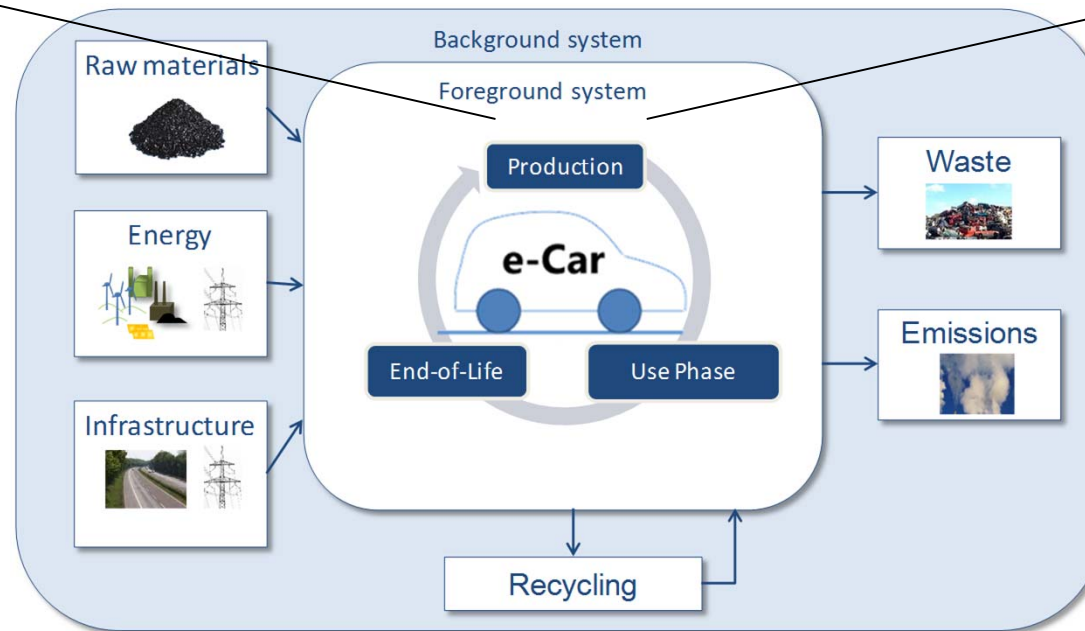 Background system
Raw materials
Foreground system
Production
Waste
Energy
e-Car
Emissions
End-of-Life
Use Phase
Infrastructure
Recycling